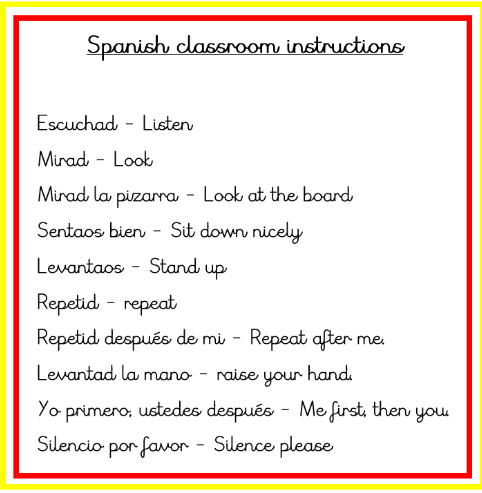 Spanish classroom instructions
Escuchad - Listen
Mirad - Look
Mirad la pizarra - Look at the board
Sentaos bien - Sit down nicely
Levantaos - Stand up
Repetid - repeat
Repetid después de mi - Repeat after me.
Levantad la mano - raise your hand.
Yo primero; ustedes después - Me first, then you.
Silencio por favor - Silence please